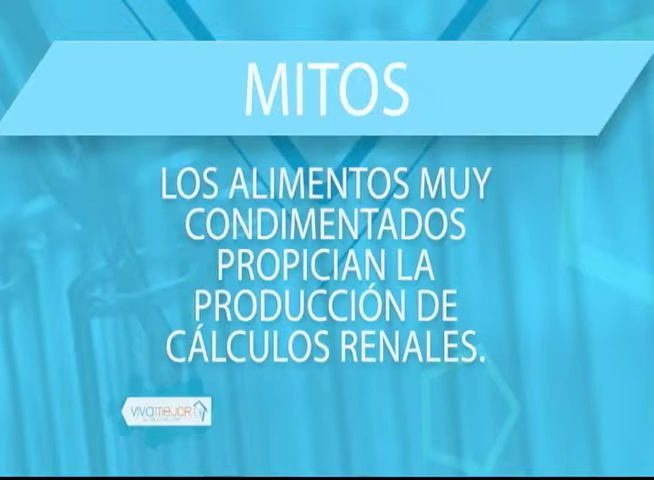 MITOS
LOS ALIMENTOS MUY
CONDIMENTADOS
PROPICIAN LA
PRODUCCIÓN DE
CÁLCULOS RENALES.
vivamejor